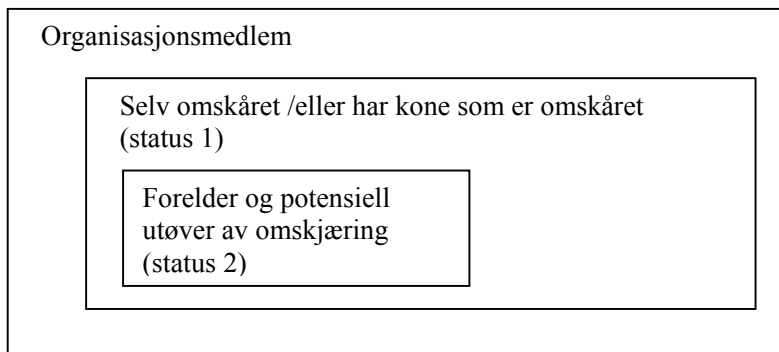 Organisasjonsmedlem
Selv omskåret /eller har kone som er omskåret
(status 1)
Forelder og potensiell
utøver av omskjæring
(status 2)